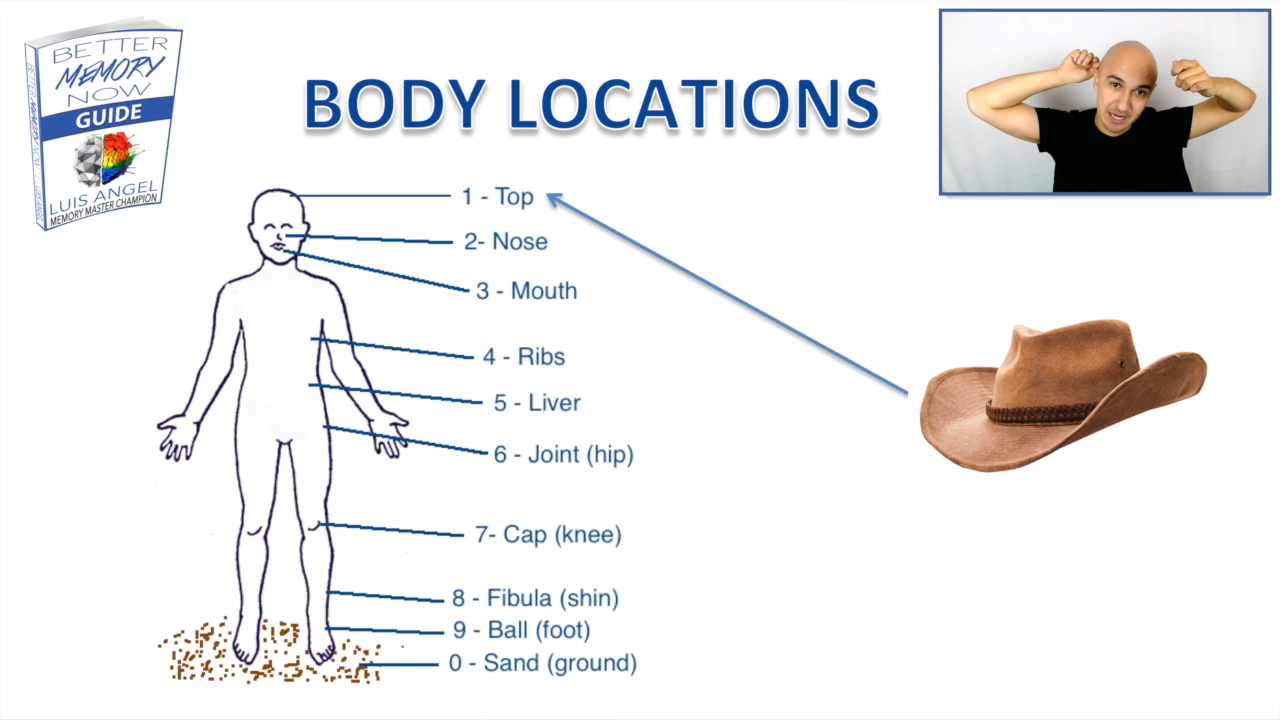 BETTER
MEMORY
NOW
GUIDE
LUIS ANGEL
MEMORY MASTER CHAMPION
BODY LOCATIONS
1 - Top
2- Nose
3 - Mouth
4 - Ribs
5 - Liver
6 - Joint (hip)
7- Cap (knee)
8 - Fibula (shin)
9 - Ball (foot)
0 - Sand (ground)